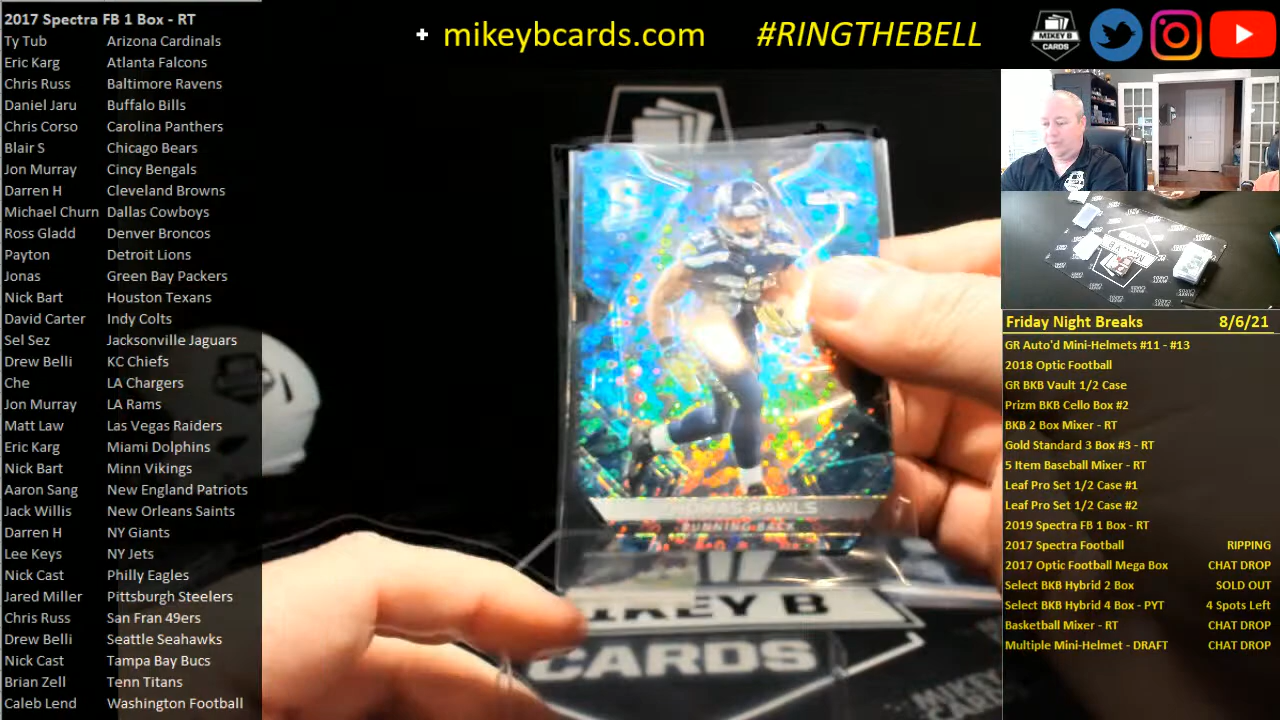 2017 Spectra FB 1 Box - RT
Ty Tub Arizona Cardinals
Eric Karg Atlanta Falcons
Chris Russ Baltimore Ravens
Daniel Jaru Buffalo Bills
Chris Corso Carolina Panthers
Blair S Chicago Bears
Jon Murray Cincy Bengals
Darren H Cleveland Browns
Michael Churn Dallas Cowboys
Ross Gladd Denver Broncos
Payton Detroit Lions
Jonas Green Bay Packers
Nick Bart Houston Texans
David Carter Indy Colts
Sel Sez Jacksonville Jaguars
Drew Belli KC Chiefs
Che LA Chargers
Jon Murray LA Rams
Matt Law Las Vegas Raiders
Eric Karg Miami Dolphins
Nick Bart Minn Vikings
Aaron Sang New England Patriots
Jack Willis New Orleans Saints
Darren H NY Giants
Lee Keys NY Jets
Nick Cast Philly Eagles
Jared Miller Pittsburgh Steelers
Chris Russ San Fran 49ers
Drew Belli Seattle Seahawks
Nick Cast Tampa Bay Bucs
Brian Zell Tenn Titans
Caleb Lend Washington Football
+ mikeybcards.com #RINGTHEBELL
MIKEY B
CARDS
THOMAS RAWLS
RUNNING BACK
MIKEY B
CARDS
MIKEY
CARDS
Friday Night Breaks 8/6/21
GR Auto'd Mini-Helmets #11 - #13
2018 Optic Football
GR BKB Vault 1/2 Case
Prizm BKB Cello Box #2
BKB 2 Box Mixer - RT
Gold Standard 3 Box #3 - RT
5 Item Baseball Mixer - RT
Leaf Pro Set 1/2 Case #1
Leaf Pro Set 1/2 Case #2
2019 Spectra FB 1 Box - RT
2017 Spectra Football RIPPING
2017 Optic Football Mega Box CHAT DROP
Select BKB Hybrid 2 Box SOLD OUT
Select BKB Hybrid 4 Box - PYT 4 Spots Left
Basketball Mixer - RT CHAT DROP
Multiple Mini-Helmet - DRAFT CHAT DROP